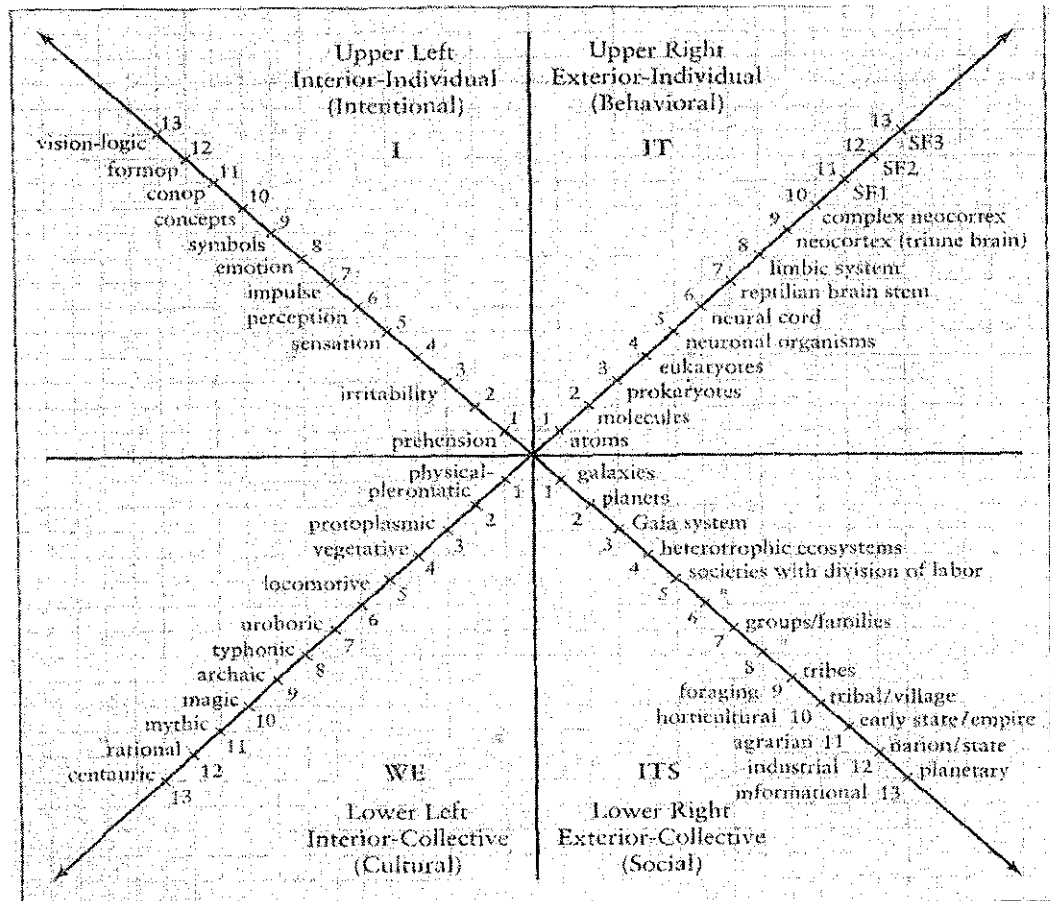 Upper Left
Interior-Individual
(Intentional)
I
13
vision-logic
12
formop
11
conop
10
concepts
9
symbols
8
emotion
7
impulse
6
perception
5
sensation
4
3
irritability
2
1
prehension
Upper Right
Exterior-Individual
(Behavioral)
IT
13
SF3
12
SF2
11
SF1
10
complex neocortex
9
neocortex (triune brain)
8
limbic system
7
reptilian brain stem
6
neural cord
5
neuronal organisms
4
eukaryotes
3
prokaryotes
2
molecules
1
atoms
physical-
pleromatic
1
2
protoplasmic
3
vegetative
4
locomotive
5
6
uroboric
7
typhonic
8
archaic
9
magic
10
mythic
11
rational
12
centauric
13
WE
Lower Left
Interior-Collective
(Cultural)
galaxies
1
planets
2
Gaia system
3
heterotrophic ecosystems
4
societies with division of labor
5
"
6
groups/families
7
8
tribes
foraging 9
tribal/village
horticultural 10
early state/empire
agrarian 11
nation/state
industrial 12
planetary
informational 13
ITS
Lower Right
Exterior-Collective
(Social)